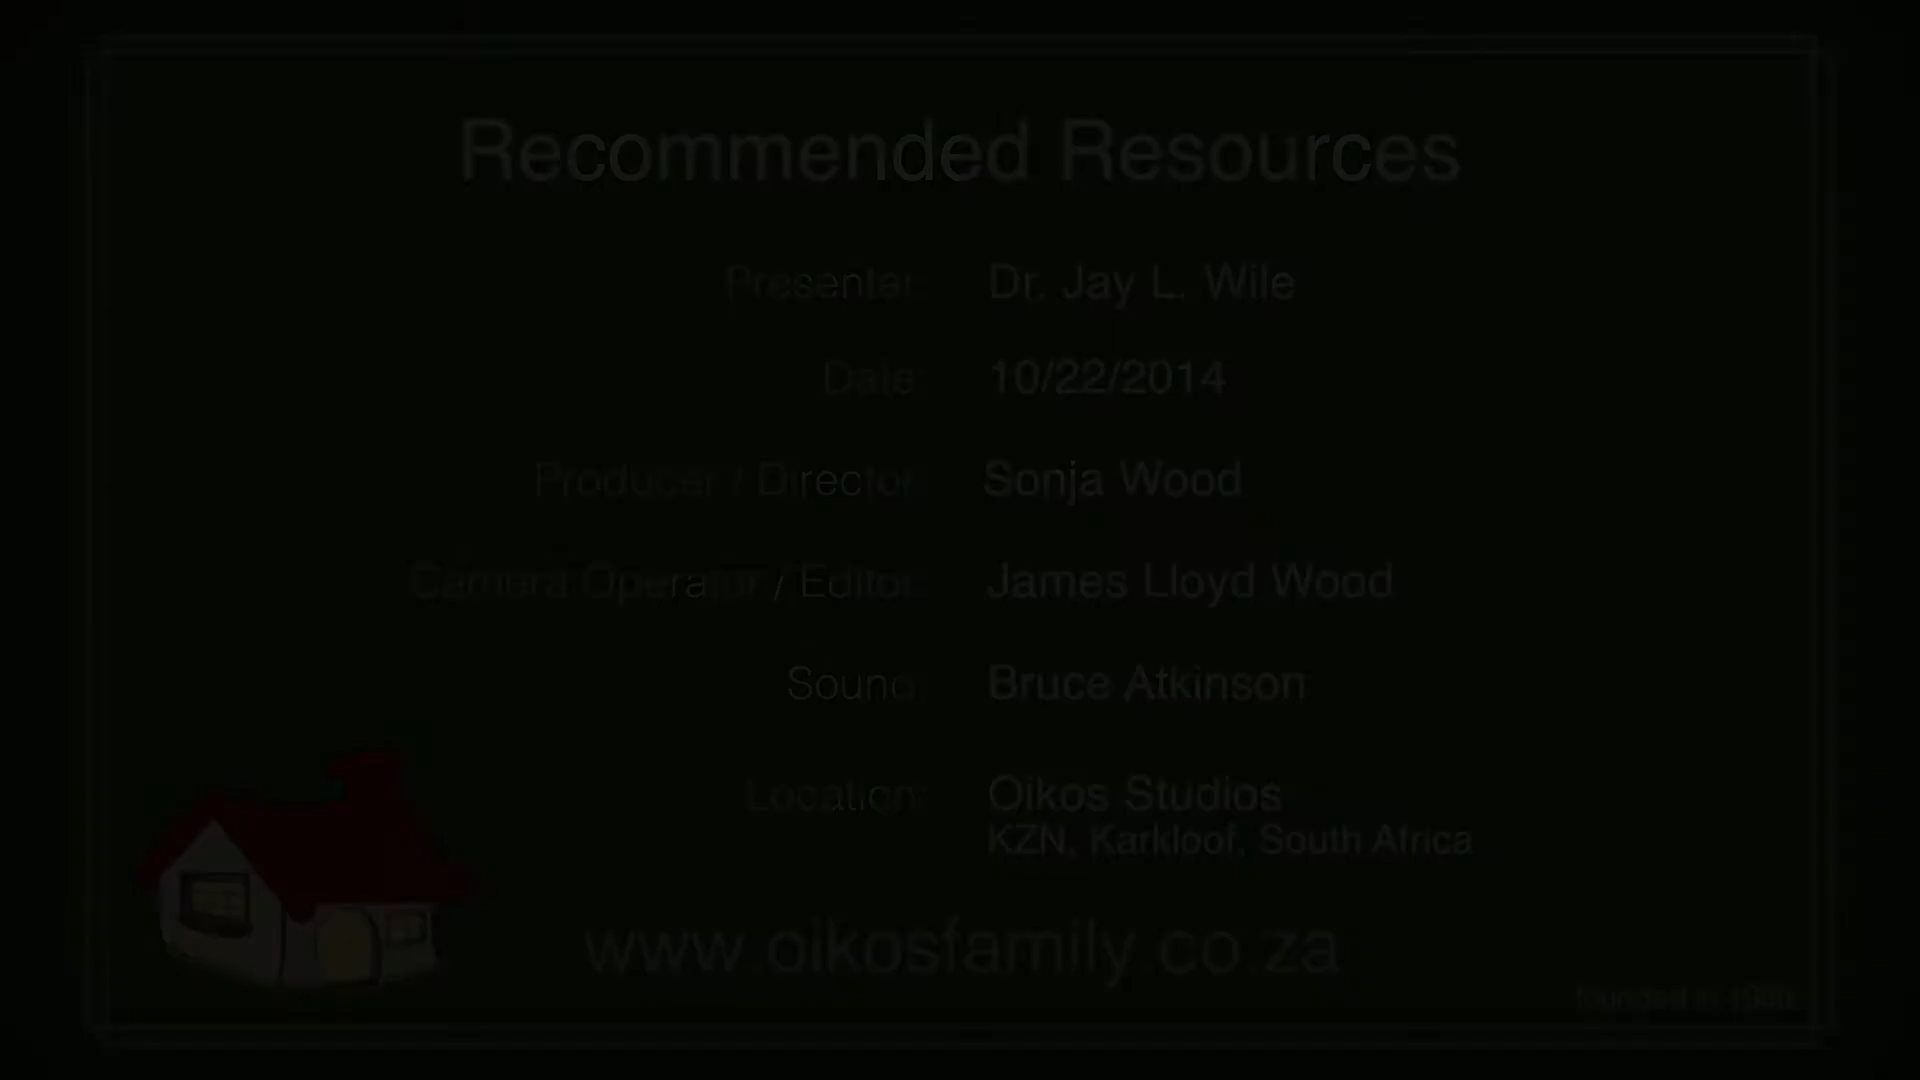 Recommended Resources
Presenter: Dr. Jay L. Wile
Date: 10/22/2014
Producer / Director: Sonja Wood
Camera Operator / Editor: James Lloyd Wood
Sound: Bruce Atkinson
Location: Oikos Studios
KZN, Karkloof, South Africa
www.oikosfamily.co.za